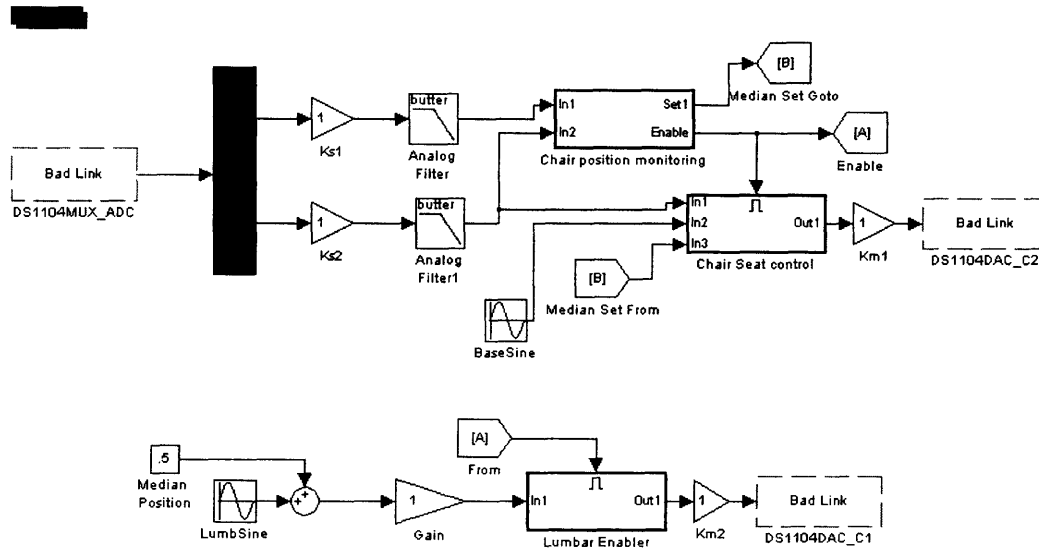 [B]
butter
In1
Set1
Median Set Goto
1
In2
Enable
[A]
Ks1
Analog
Filter
Chair position monitoring
Enable
Bad Link
DS1104MUX_ADC
butter
In1
1
In2
Out1
1
Bad Link
In3
Ks2
Analog
Filter1
[B]
Chair Seat control
Km1
DS1104DAC_C2
Median Set From
BaseSine
[A]
.5
From
Median
Position
1
In1
Out1
1
Bad Link
LumbSine
Gain
Lumbar Enabler
Km2
DS1104DAC_C1